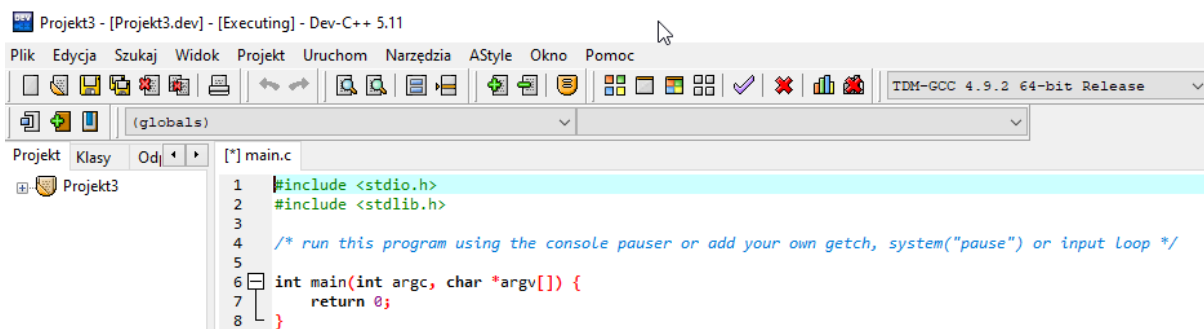 Projekt3 - [Projekt3.dev] - [Executing] - Dev-C++ 5.11
Plik Edycja Szukaj Widok Projekt Uruchom Narzędzia AStyle Okno Pomoc
TDM-GCC 4.9.2 64-bit Release
(globals)
Projekt Klasy [*] main.c
Projekt3
1 #include <stdio.h>
2 #include <stdlib.h>
3
4 /* run this program using the console pauser or add your own getch, system("pause") or input loop */
5
6 int main(int argc, char *argv[]) {
7 return 0;
8 }